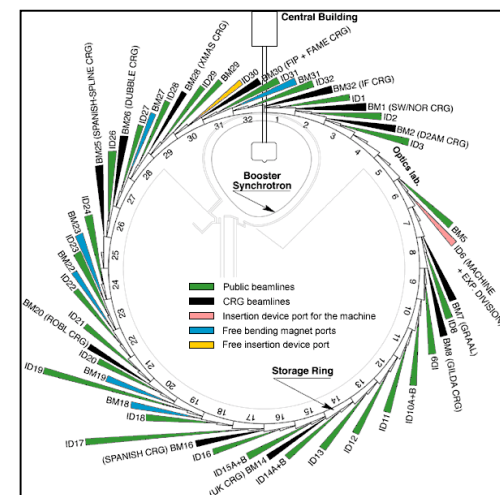 Central Building
BM30 (FIP + FAME CRG)
ID31
BM31
ID32
BM32 (IF CRG)
ID1
BM1 (SW/NOR CRG)
ID2
BM2 (D2AM CRG)
ID3
Optics lab.
BM5
ID6 (MACHINE
+ EXP. DIVISION)
BM7 (GRAAL)
ID8
BM8 (GILDA CRG)
ID9
ID10A+B
ID11
ID12
ID13
ID14A+B
(UK CRG) BM14
ID15A+B
ID16
(SPANISH CRG) BM16
ID17
ID18
BM18
BM19
ID19
ID20
BM20 (ROBL CRG)
ID21
ID22
BM22
ID23
BM23
ID24
BM25 (SPANISH-SPLINE CRG)
ID26
BM26 (DUBBLE CRG)
ID27
BM27
ID28
BM28 (XMAS CRG)
ID29
BM29
ID30
1
2
3
4
5
6
7
8
9
10
11
12
13
14
15
16
17
18
19
20
21
22
23
24
25
26
27
28
29
30
31
32
Booster
Synchrotron
Public beamlines
CRG beamlines
Insertion device port for the machine
Free bending magnet ports
Free insertion device port
Storage Ring